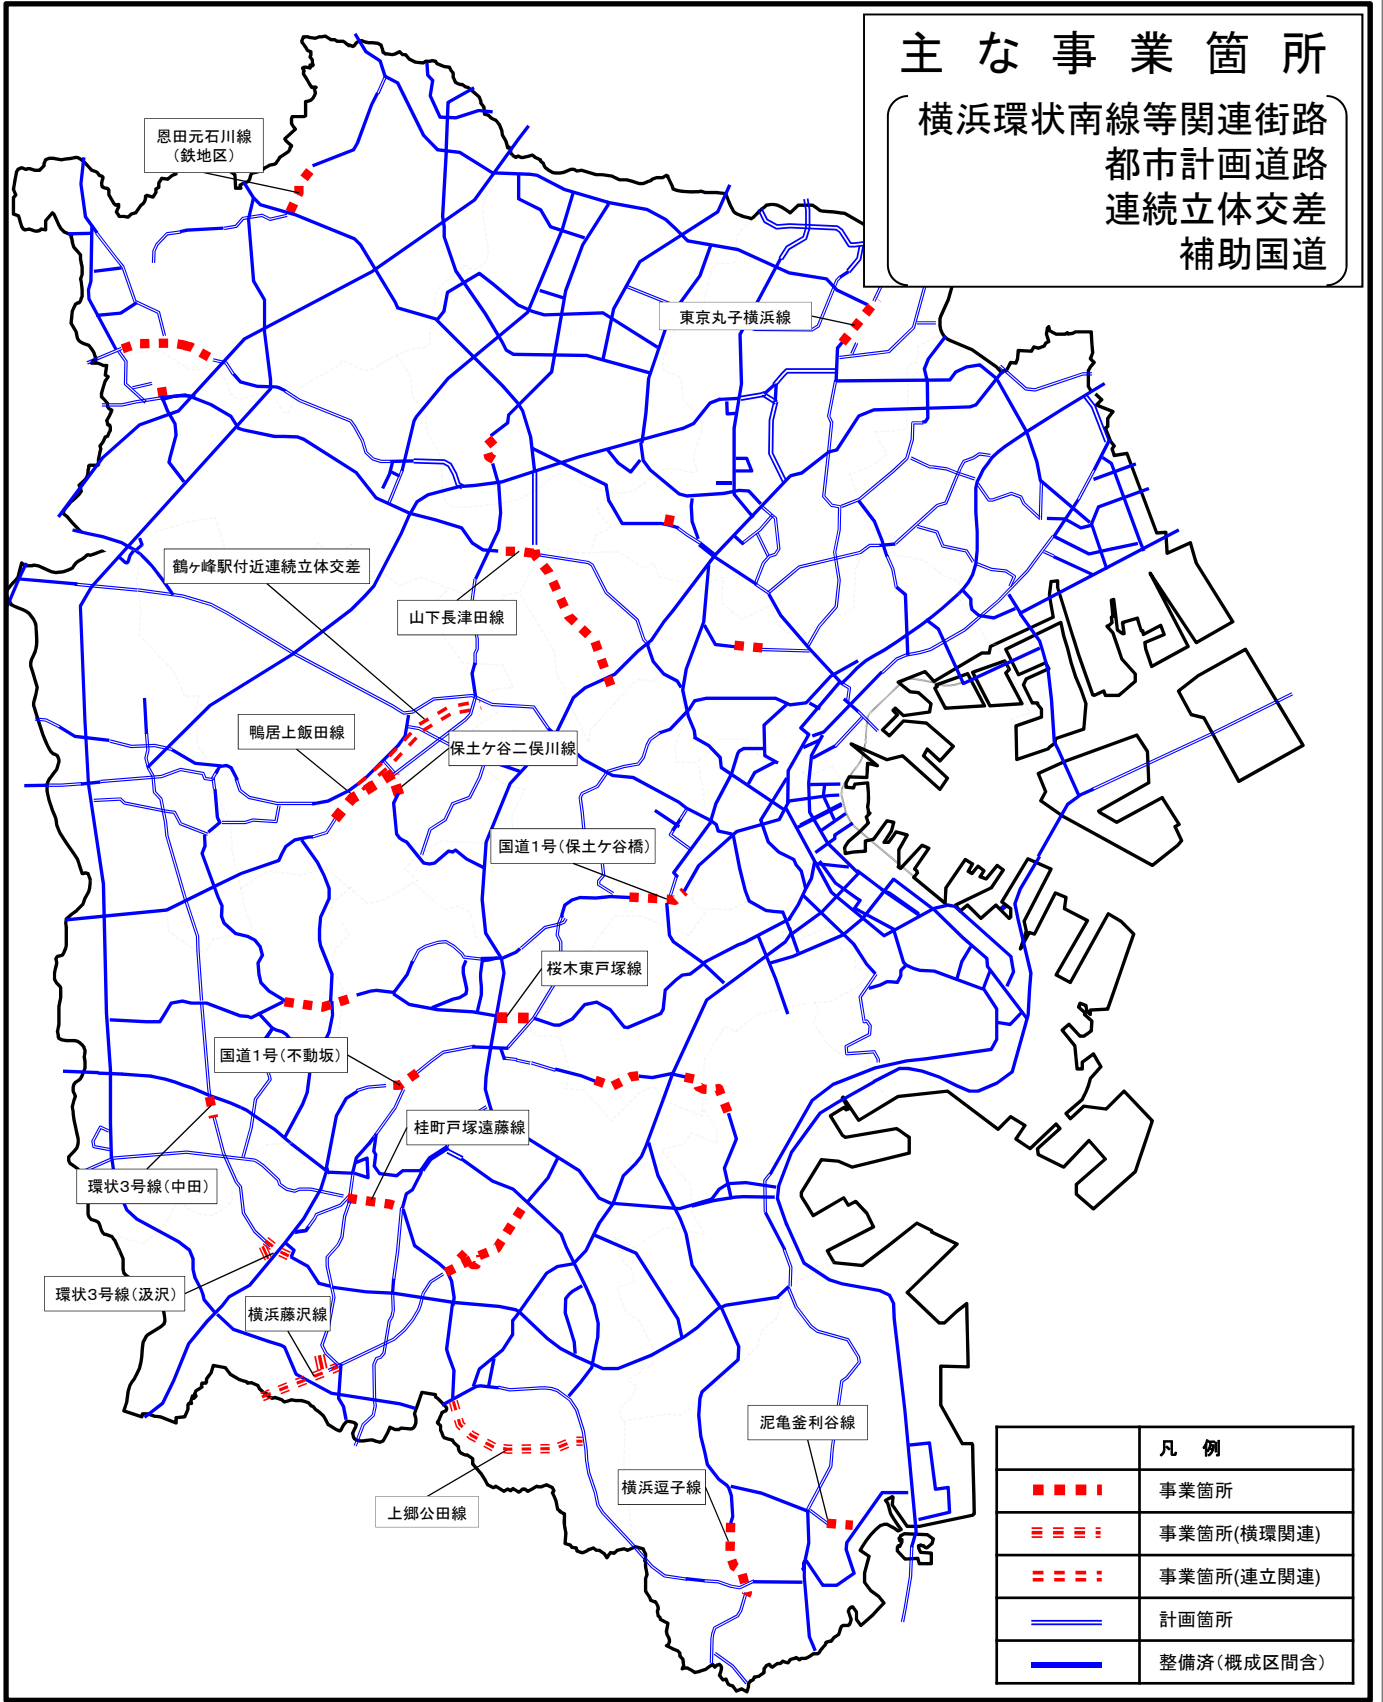 主な事業箇所
横浜環状南線等関連街路
都市計画道路
連続立体交差
補助国道
恩田元石川線
（鉄地区）
東京丸子横浜線
鶴ヶ峰駅付近連続立体交差
山下長津田線
鴨居上飯田線
保土ケ谷二俣川線
国道1号（保土ケ谷橋）
桜木東戸塚線
国道1号（不動坂）
桂町戸塚遠藤線
環状3号線（中田）
環状3号線（汲沢）
横浜藤沢線
泥亀釜利谷線
横浜逗子線
上郷公田線
凡 例
事業箇所
事業箇所(横環関連)
事業箇所(連立関連)
計画箇所
整備済（概成区間含）